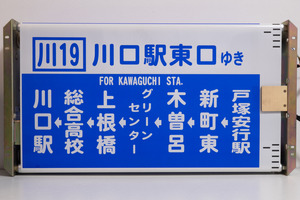 川19 川口駅東口ゆき
FOR KAWAGUCHI STA.
戸塚安行駅
新町東
木曽呂
グリーンセンター
上根橋
総合高校
川口駅